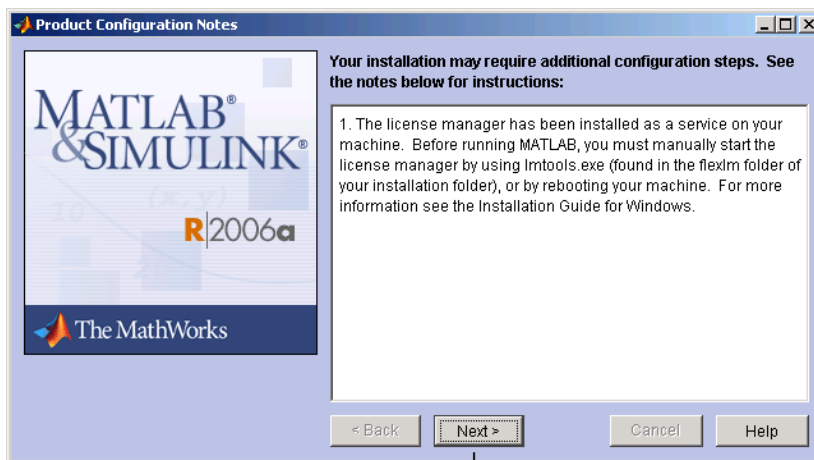 Product Configuration Notes
MATLAB®
&SIMULINK®
R2006a
The MathWorks
Your installation may require additional configuration steps. See
the notes below for instructions:
1. The license manager has been installed as a service on your
machine. Before running MATLAB, you must manually start the
license manager by using lmtools.exe (found in the flexlm folder of
your installation folder), or by rebooting your machine. For more
information see the Installation Guide for Windows.
< Back
Next >
Cancel
Help